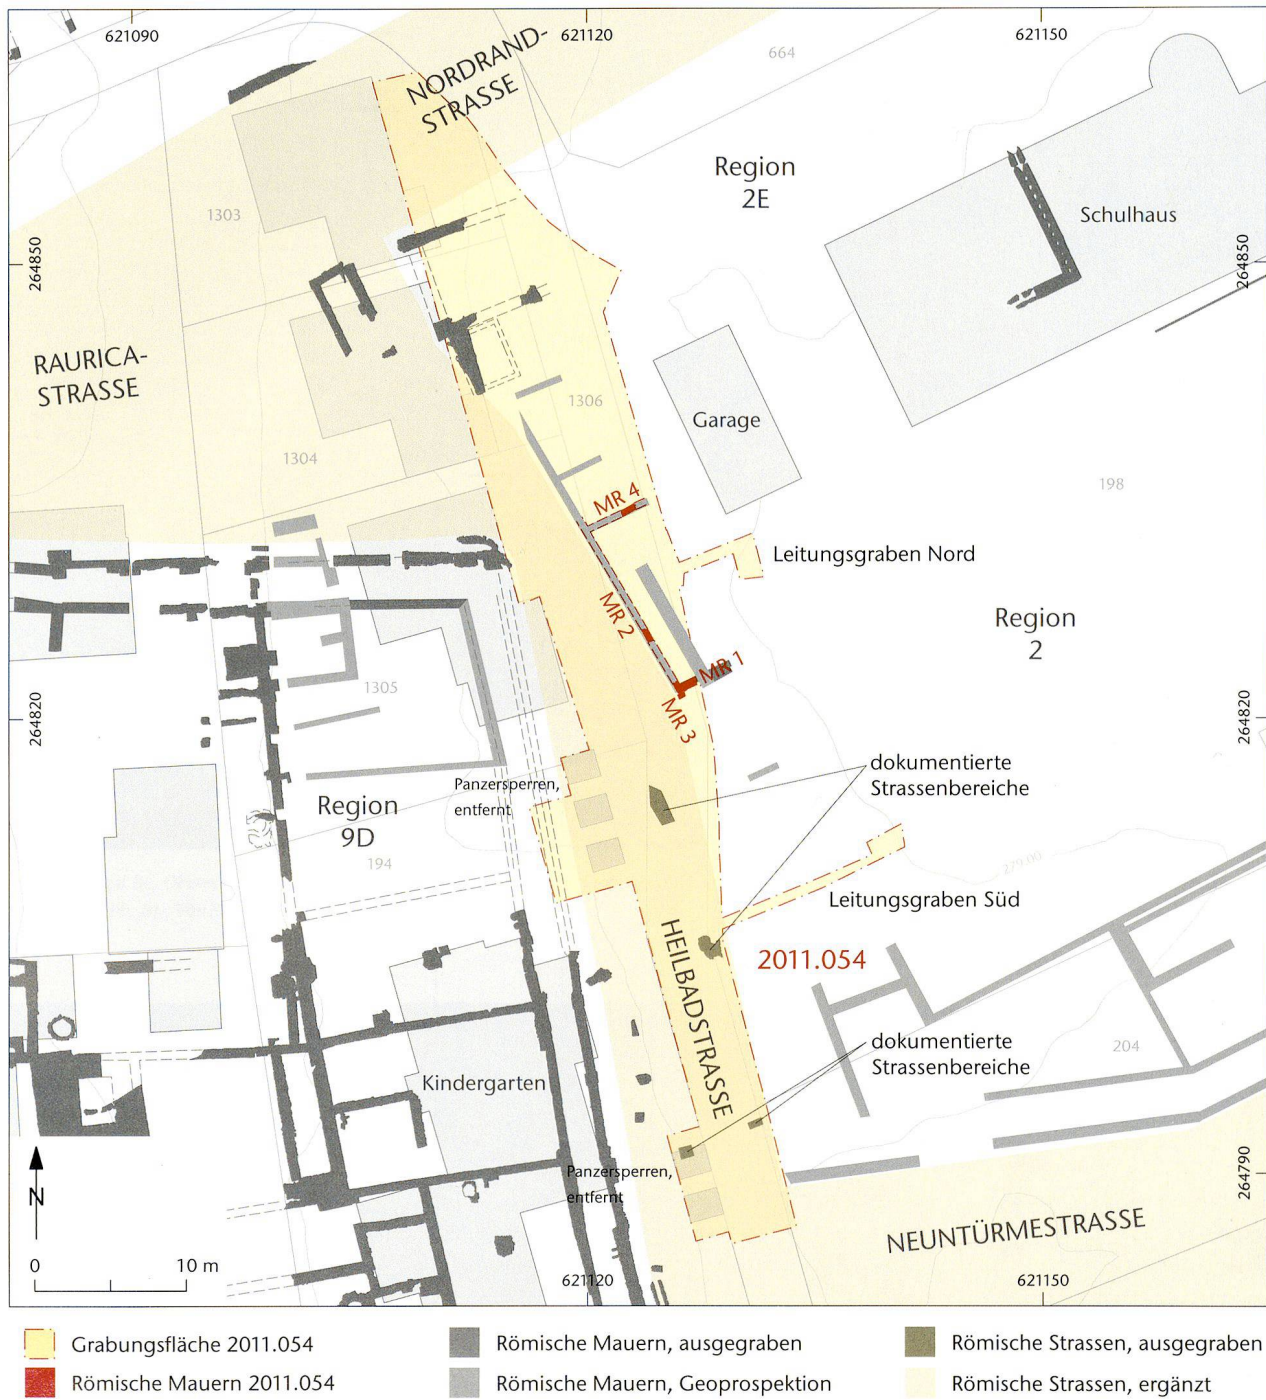 621090
621120
621150
NORDRAND-
STRASSE
664
Region
2E
Schulhaus
1303
264850
264850
RAURICA-
STRASSE
1306
Garage
1304
MR 4
198
Leitungsgraben Nord
MR 2
Region
2
MR 1
1305
MR 3
264820
264820
dokumentierte
Strassenbereiche
Panzersperren,
entfernt
Region
9D
194
279.00
Leitungsgraben Süd
HEILBADSTRASSE
2011.054
dokumentierte
Strassenbereiche
204
Kindergarten
Panzersperren,
entfernt
264790
N
NEUNTÜRMESTRASSE
0
10 m
621120
621150
Grabungsfläche 2011.054
Römische Mauern, ausgegraben
Römische Strassen, ausgegraben
Römische Mauern 2011.054
Römische Mauern, Geoprospektion
Römische Strassen, ergänzt